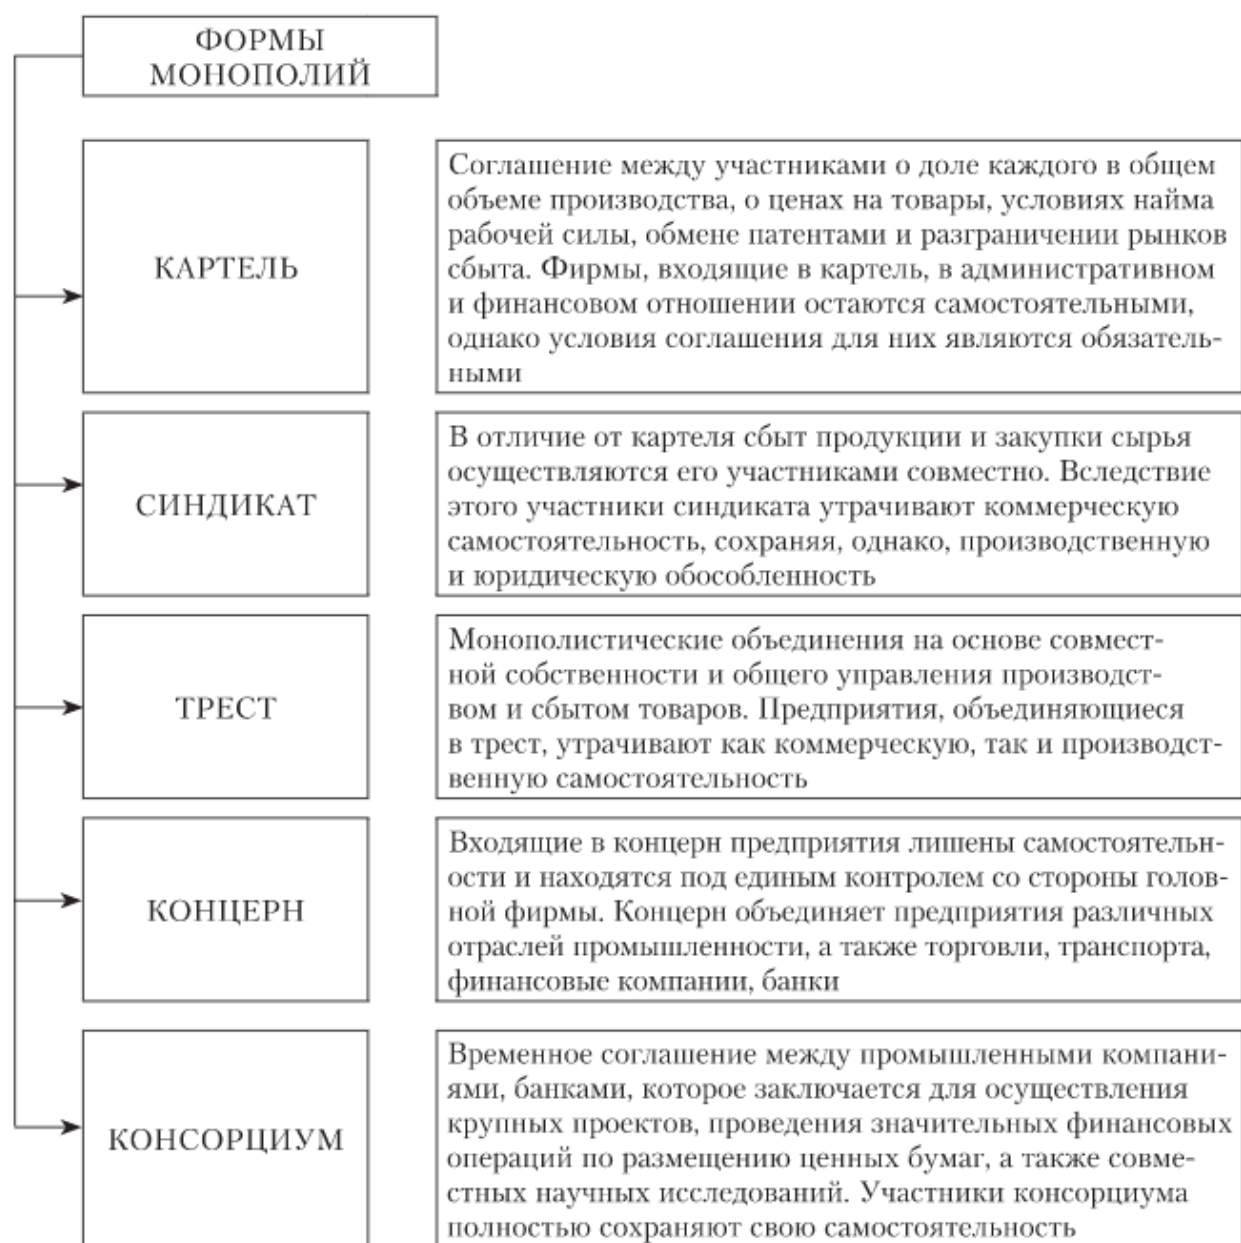 ФОРМЫ
МОНОПОЛИЙ
КАРТЕЛЬ
Соглашение между участниками о доле каждого в общем
объеме производства, о ценах на товары, условиях найма
рабочей силы, обмене патентами и разграничении рынков
сбыта. Фирмы, входящие в картель, в административном
и финансовом отношении остаются самостоятельными,
однако условия соглашения для них являются обязатель-
ными
СИНДИКАТ
В отличие от картеля сбыт продукции и закупки сырья
осуществляются его участниками совместно. Вследствие
этого участники синдиката утрачивают коммерческую
самостоятельность, сохраняя, однако, производственную
и юридическую обособленность
ТРЕСТ
Монополистические объединения на основе совмест-
ной собственности и общего управления производст-
вом и сбытом товаров. Предприятия, объединяющиеся
в трест, утрачивают как коммерческую, так и производст-
венную самостоятельность
КОНЦЕРН
Входящие в концерн предприятия лишены самостоятельн-
ости и находятся под единым контролем со стороны голов-
ной фирмы. Концерн объединяет предприятия различных
отраслей промышленности, а также торговли, транспорта,
финансовые компании, банки
КОНСОРЦИУМ
Временное соглашение между промышленными компани-
ями, банками, которое заключается для осуществления
крупных проектов, проведения значительных финансовых
операций по размещению ценных бумаг, а также совме-
стных научных исследований. Участники консорциума
полностью сохраняют свою самостоятельность